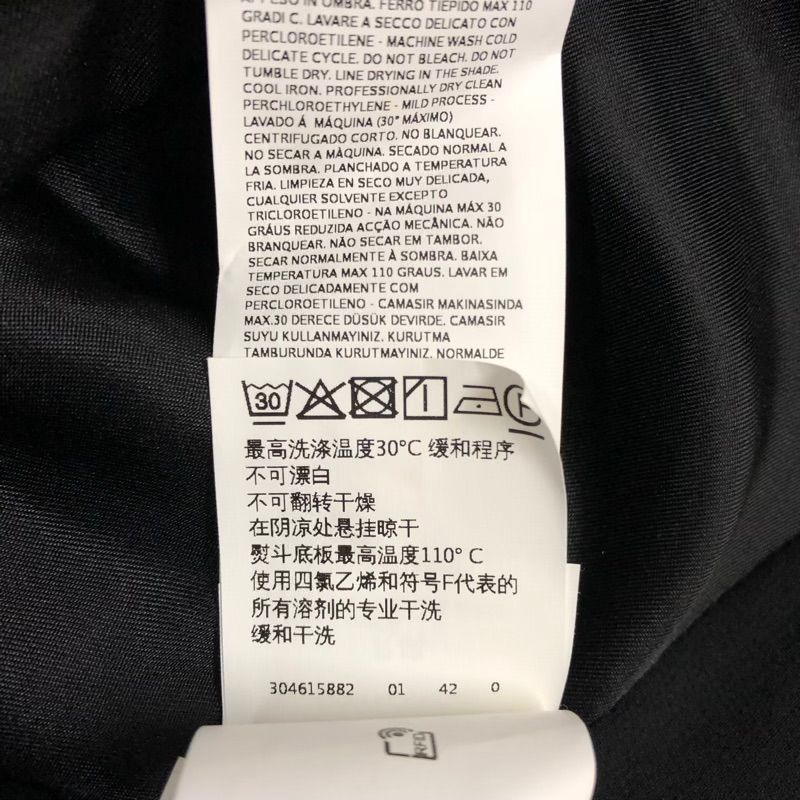 APPESO IN OMBRA. FERRO TIEPIDO MAX 110
GRADI C. LAVARE A SECCO DELICATO CON
PERCLOROETILENE - MACHINE WASH COLD
DELICATE CYCLE. DO NOT BLEACH. DO NOT
TUMBLE DRY. LINE DRYING IN THE SHADE.
COOL IRON. PROFESSIONALLY DRY CLEAN
PERCHLOROETHYLENE - MILD PROCESS -
LAVADO Á MÁQUINA (30° MÁXIMO)
CENTRIFUGADO CORTO. NO BLANQUEAR.
NO SECAR A MÀQUINA. SECADO NORMAL A
LA SOMBRA. PLANCHADO A TEMPERATURA
FRIA. LIMPIEZA EN SECO MUY DELICADA,
CUALQUIER SOLVENTE EXCEPTO
TRICLOROETILENO - NA MÁQUINA MÁX 30
GRÁUS REDUZIDA ACÇÃO MECÂNICA. NÃO
BRANQUEAR. NÃO SECAR EM TAMBOR.
SECAR NORMALMENTE À SOMBRA. BAIXA
TEMPERATURA MAX 110 GRAUS. LAVAR EM
SECO DELICADAMENTE COM
PERCLOROETILENO - CAMASIR MAKINASINDA
MAX.30 DERECE DÜSÜK DEVIRDE. CAMASIR
SUYU KULLANMAYINIZ. KURUTMA
TAMBURUNDA KURUTMAYINIZ. NORMALDE
30 F
最高洗涤温度30°C 缓和程序
不可漂白
不可翻转干燥
在阴凉处悬挂晾干
熨斗底板最高温度110° C
使用四氯乙烯和符号F代表的
所有溶剂的专业干洗
缓和干洗
304615882 01 42 0
RFID